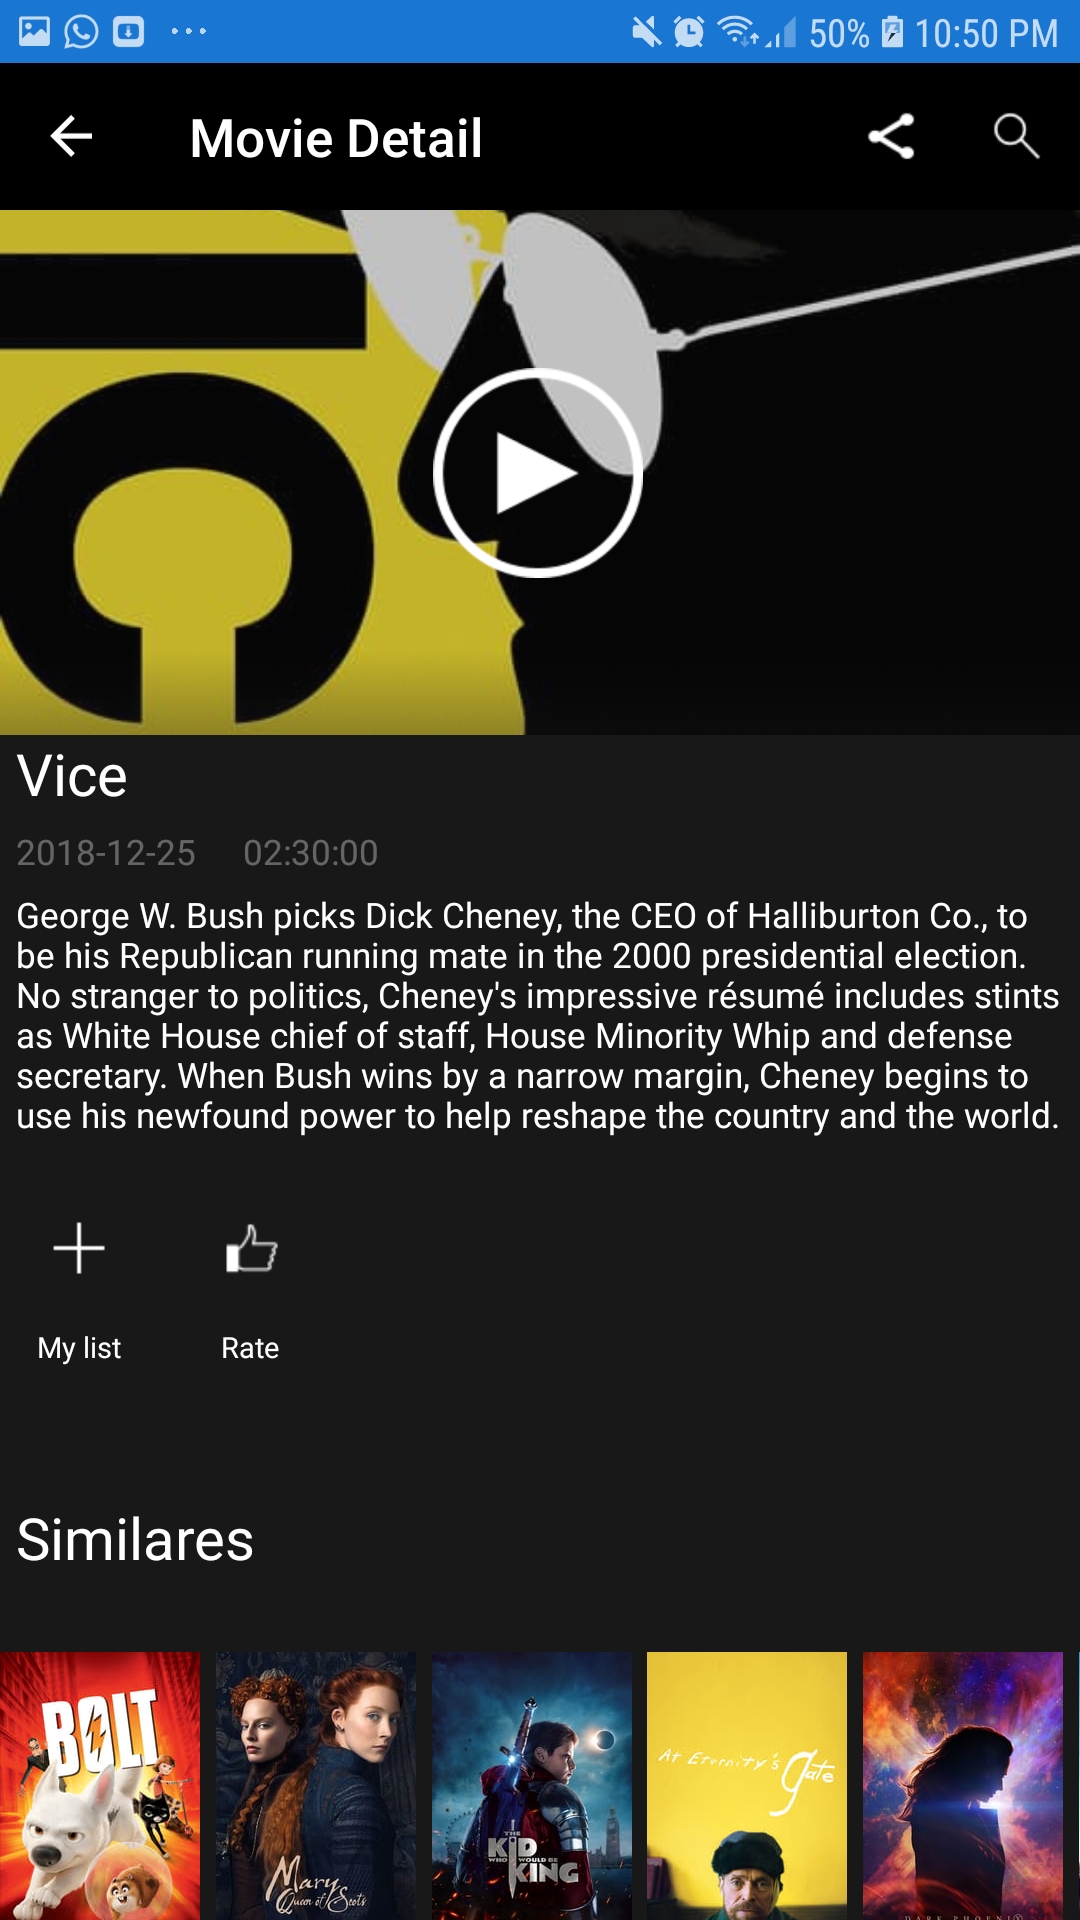 50% 10:50 PM
Movie Detail
Vice
2018-12-25 02:30:00
George W. Bush picks Dick Cheney, the CEO of Halliburton Co., to
be his Republican running mate in the 2000 presidential election.
No stranger to politics, Cheney's impressive résumé includes stints
as White House chief of staff, House Minority Whip and defense
secretary. When Bush wins by a narrow margin, Cheney begins to
use his newfound power to help reshape the country and the world.
My list Rate
Similares
BOLT
Mary
Queen of Scots
THE
KID
WHO WOULD BE
KING
At Eternity's gate
DARK PHOENIX